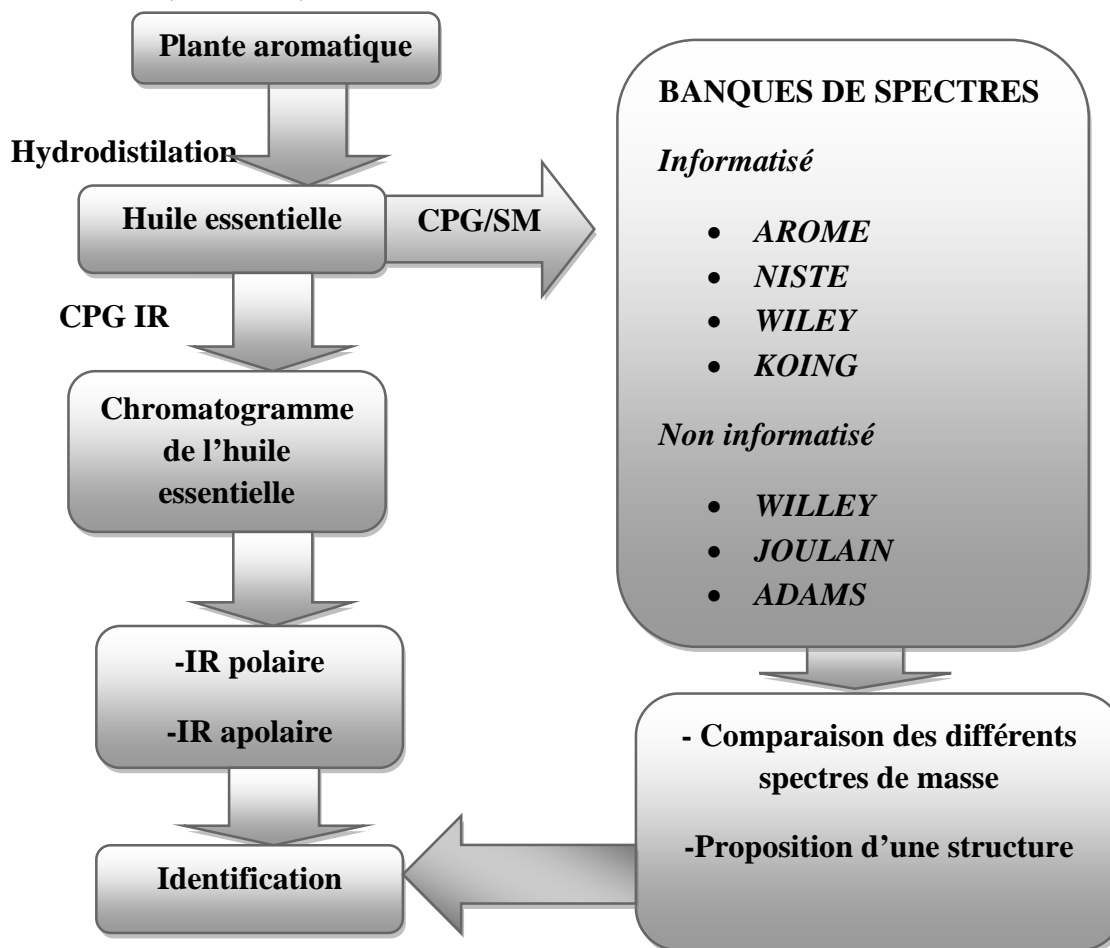 Plante aromatique
Hydrodistilation
Huile essentielle
CPG/SM
CPG IR
Chromatogramme
de l'huile
essentielle
-IR polaire
-IR apolaire
Identification
BANQUES DE SPECTRES
Informatisé
• AROME
• NISTE
• WILEY
• KOING
Non informatisé
• WILLEY
• JOULAIN
• ADAMS
- Comparaison des différents
spectres de masse
-Proposition d'une structure